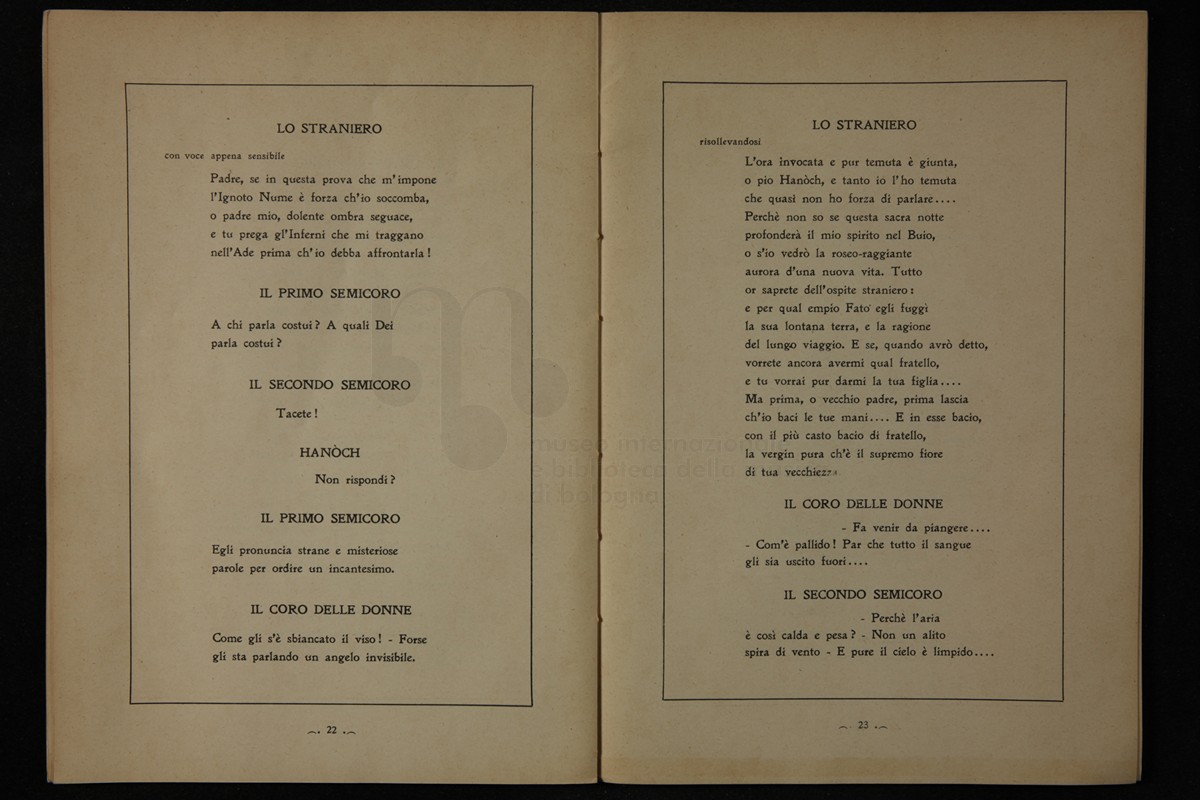 LO STRANIERO
con voce appena sensibile
Padre, se in questa prova che m'impone
l'Ignoto Nume è forza ch'io soccomba,
o padre mio, dolente ombra seguace,
e tu prega gl'Inferni che mi traggano
nell'Ade prima ch'io debba affrontarla !
IL PRIMO SEMICORO
A chi parla costui ? A quali Dei
parla costui ?
IL SECONDO SEMICORO
Tacete !
HANÒCH
Non rispondi ?
IL PRIMO SEMICORO
Egli pronuncia strane e misteriose
parole per ordire un incantesimo.
IL CORO DELLE DONNE
Come gli s'è sbiancato il viso ! - Forse
gli sta parlando un angelo invisibile.
22
LO STRANIERO
risollevandosi
L'ora invocata e pur temuta è giunta,
o pio Hanòch, e tanto io l'ho temuta
che quasi non ho forza di parlare....
Perchè non so se questa sacra notte
profonderà il mio spirito nel Buio,
o s'io vedrò la roseo-raggiante
aurora d'una nuova vita. Tutto
or saprete dell'ospite straniero :
e per qual empio Fato egli fuggì
la sua lontana terra, e la ragione
del lungo viaggio. E se, quando avrò detto,
vorrete ancora avermi qual fratello,
e tu vorrai pur darmi la tua figlia....
Ma prima, o vecchio padre, prima lascia
ch'io baci le tue mani.... E in esse bacio,
con il più casto bacio di fratello,
la vergin pura ch'è il supremo fiore
di tua vecchiezza
IL CORO DELLE DONNE
- Fa venir da piangere....
- Com'è pallido ! Par che tutto il sangue
gli sia uscito fuori....
IL SECONDO SEMICORO
- Perchè l'aria
è così calda e pesa ? - Non un alito
spira di vento - E pure il cielo è limpido....
23
museo internazionale
e biblioteca della
di bologna